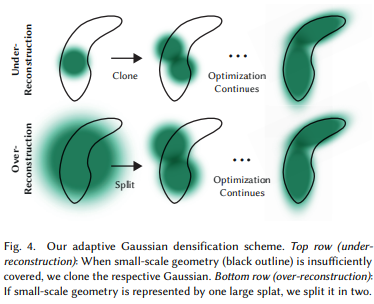 Under-
Reconstruction
Clone
...
Optimization
Continues
Over-
Reconstruction
Split
...
Optimization
Continues
Fig. 4. Our adaptive Gaussian densification scheme. Top row (under-
reconstruction): When small-scale geometry (black outline) is insufficiently
covered, we clone the respective Gaussian. Bottom row (over-reconstruction):
If small-scale geometry is represented by one large splat, we split it in two.